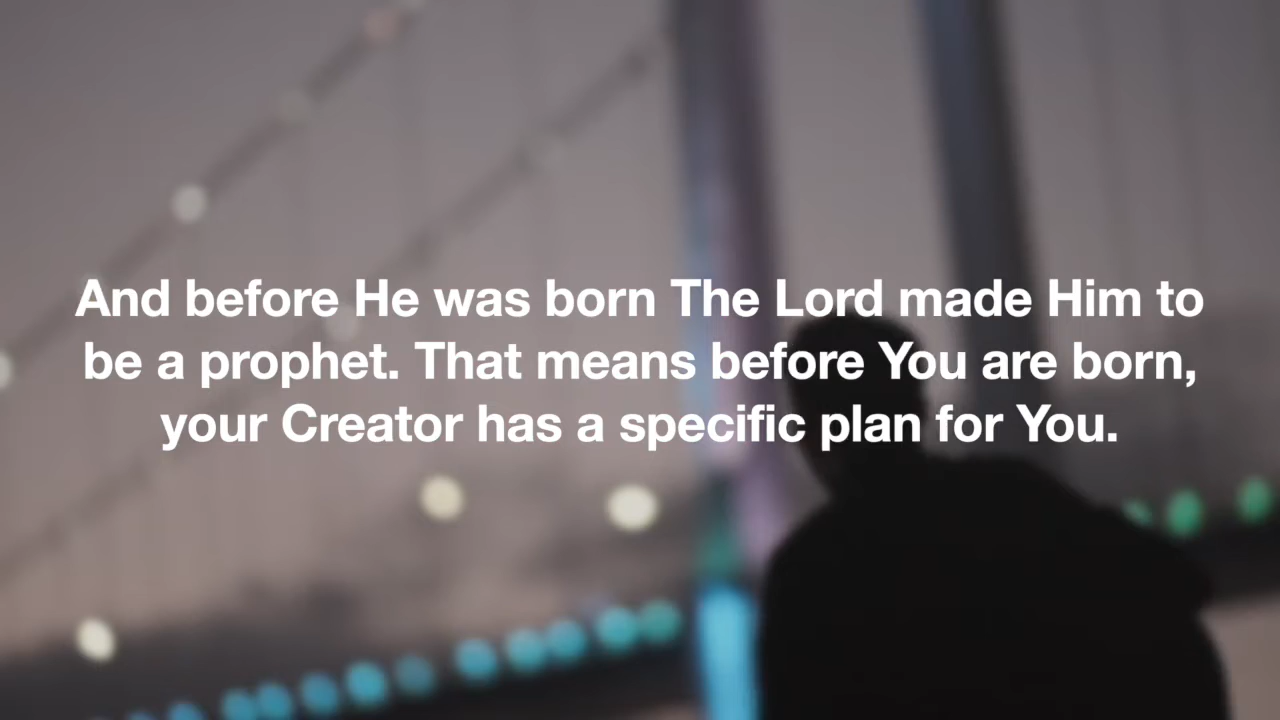 And before He was born The Lord made Him to
be a prophet. That means before You are born,
your Creator has a specific plan for You.